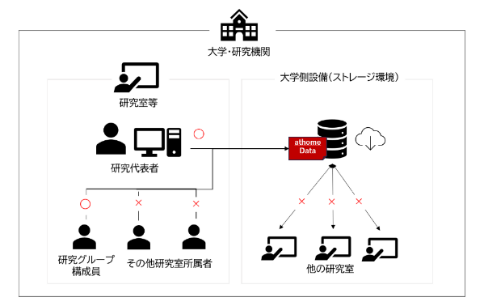 大学・研究機関
研究室等
大学側設備(ストレージ環境)
athome
Data
研究代表者
研究グループ
構成員
その他研究室所属者
他の研究室